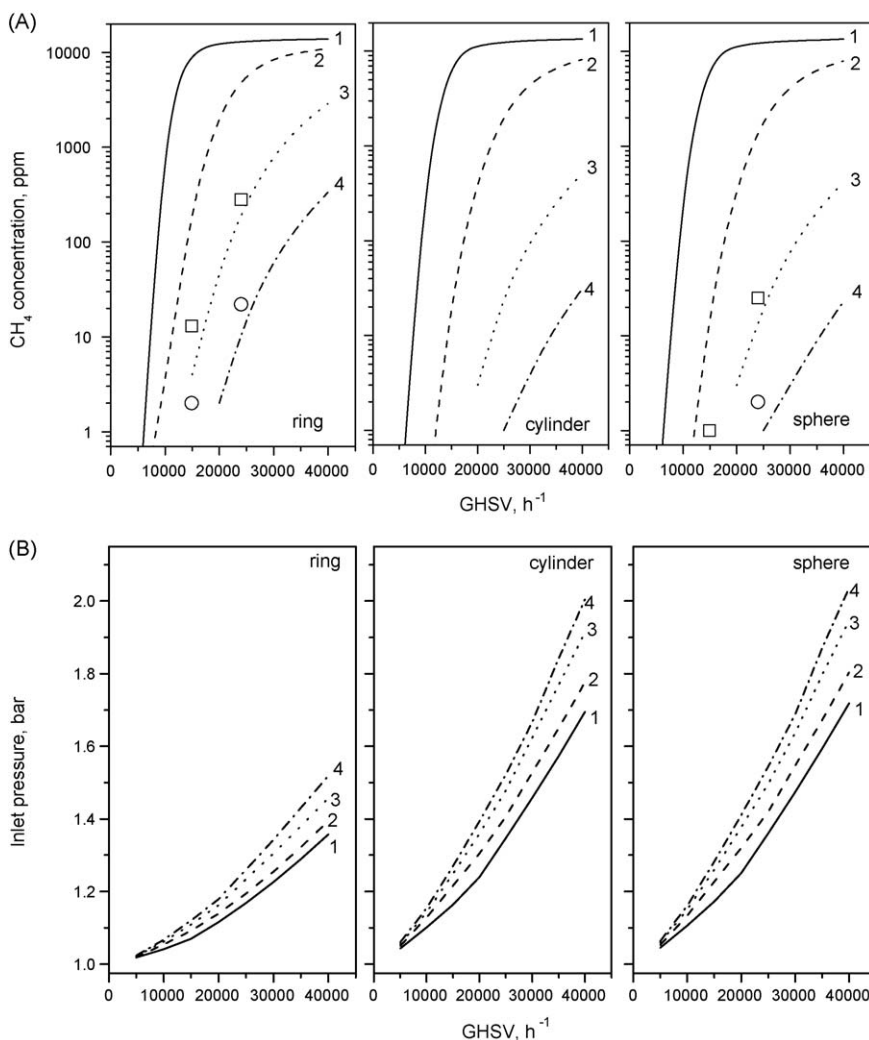 (A)
CH₄ concentration, ppm
10000
1000
100
10
1
1
2
3
4
ring
0 10000 20000 30000 40000
1
2
3
4
cylinder
0 10000 20000 30000 40000
1
2
3
4
sphere
0 10000 20000 30000 40000
GHSV, h⁻¹
(B)
Inlet pressure, bar
2.0
1.8
1.6
1.4
1.2
1.0
ring
4
3
2
1
0 10000 20000 30000 40000
cylinder
4
3
2
1
0 10000 20000 30000 40000
sphere
4
3
2
1
0 10000 20000 30000 40000
GHSV, h⁻¹